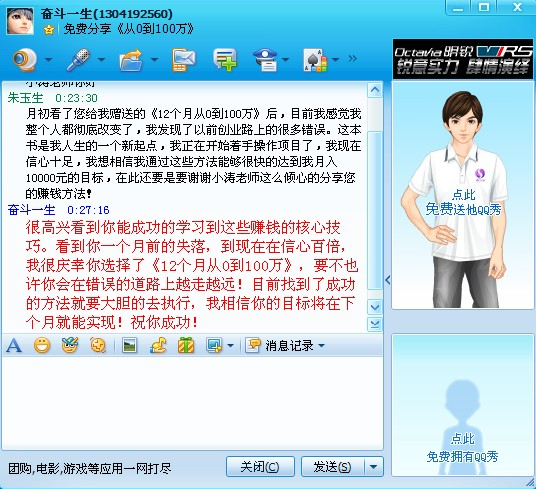 奋斗一生(1304192560)
免费分享《从0到100万》
小涛老师你好
朱玉生 0:23:30
月初看了您给我赠送的《12个月从0到100万》后，目前我感觉我
整个人都彻底改变了，我发现了以前创业路上的很多错误。这本
书是我人生的一个新起点，我正在开始着手操作项目了，我现在
信心十足，我想相信我通过这些方法能够很快的达到我月入
10000元的目标，在此还要是要谢谢小涛老师这么倾心的分享您
的赚钱方法！
奋斗一生 0:27:16
很高兴看到你能成功的学习到这些赚钱的核心技
巧。看到你一个月前的失落，到现在在信心百倍，
我很庆幸你选择了《12个月从0到100万》，要不也
许你会在错误的道路上越走越远！目前找到了成功
的方法就要大胆的去执行，我相信你的目标将在下
个月就能实现！祝你成功！
消息记录
团购,电影,游戏等应用一网打尽
关闭(C)
发送(S)
Octavia 明锐 VRS
锐意实力 肆情演绎
点此
免费送他QQ秀
点此
免费拥有QQ秀